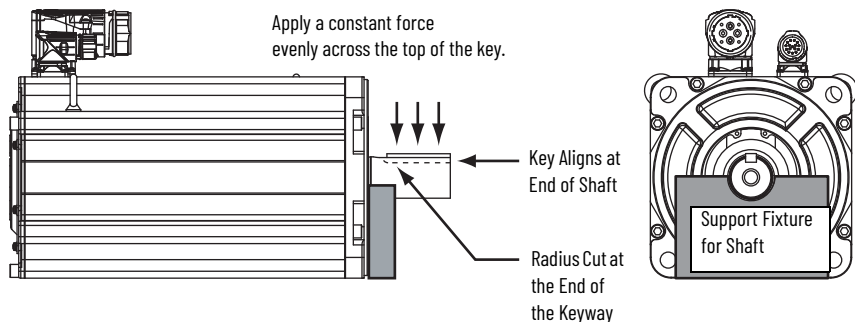 Apply a constant force
evenly across the top of the key.
Key Aligns at
End of Shaft
Radius Cut at
the End of
the Keyway
Support Fixture
for Shaft